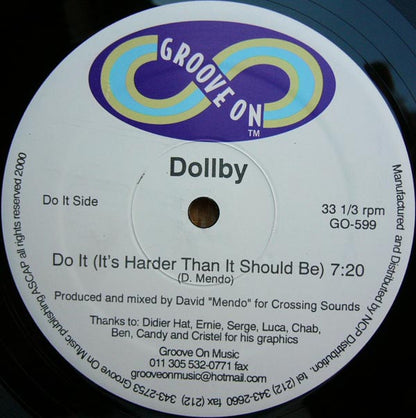 GROOVE ON
TM
Dollby
Do It Side
33 1/3 rpm
GO-599
Do It (It's Harder Than It Should Be) 7:20
(D. Mendo)
Produced and mixed by David "Mendo" for Crossing Sounds
Thanks to: Didier Hat, Ernie, Serge, Luca, Chab,
Ben, Candy and Cristel for his graphics
Groove On Music
011 305 532-0771 fax
grooveonmusic@hotmail.com
Manufactured and Distributed by NCP Distribution. tel (212) 343-2660 fax (212) 343-2753 Groove On Music publishing ASCAP all rights reserved 2000